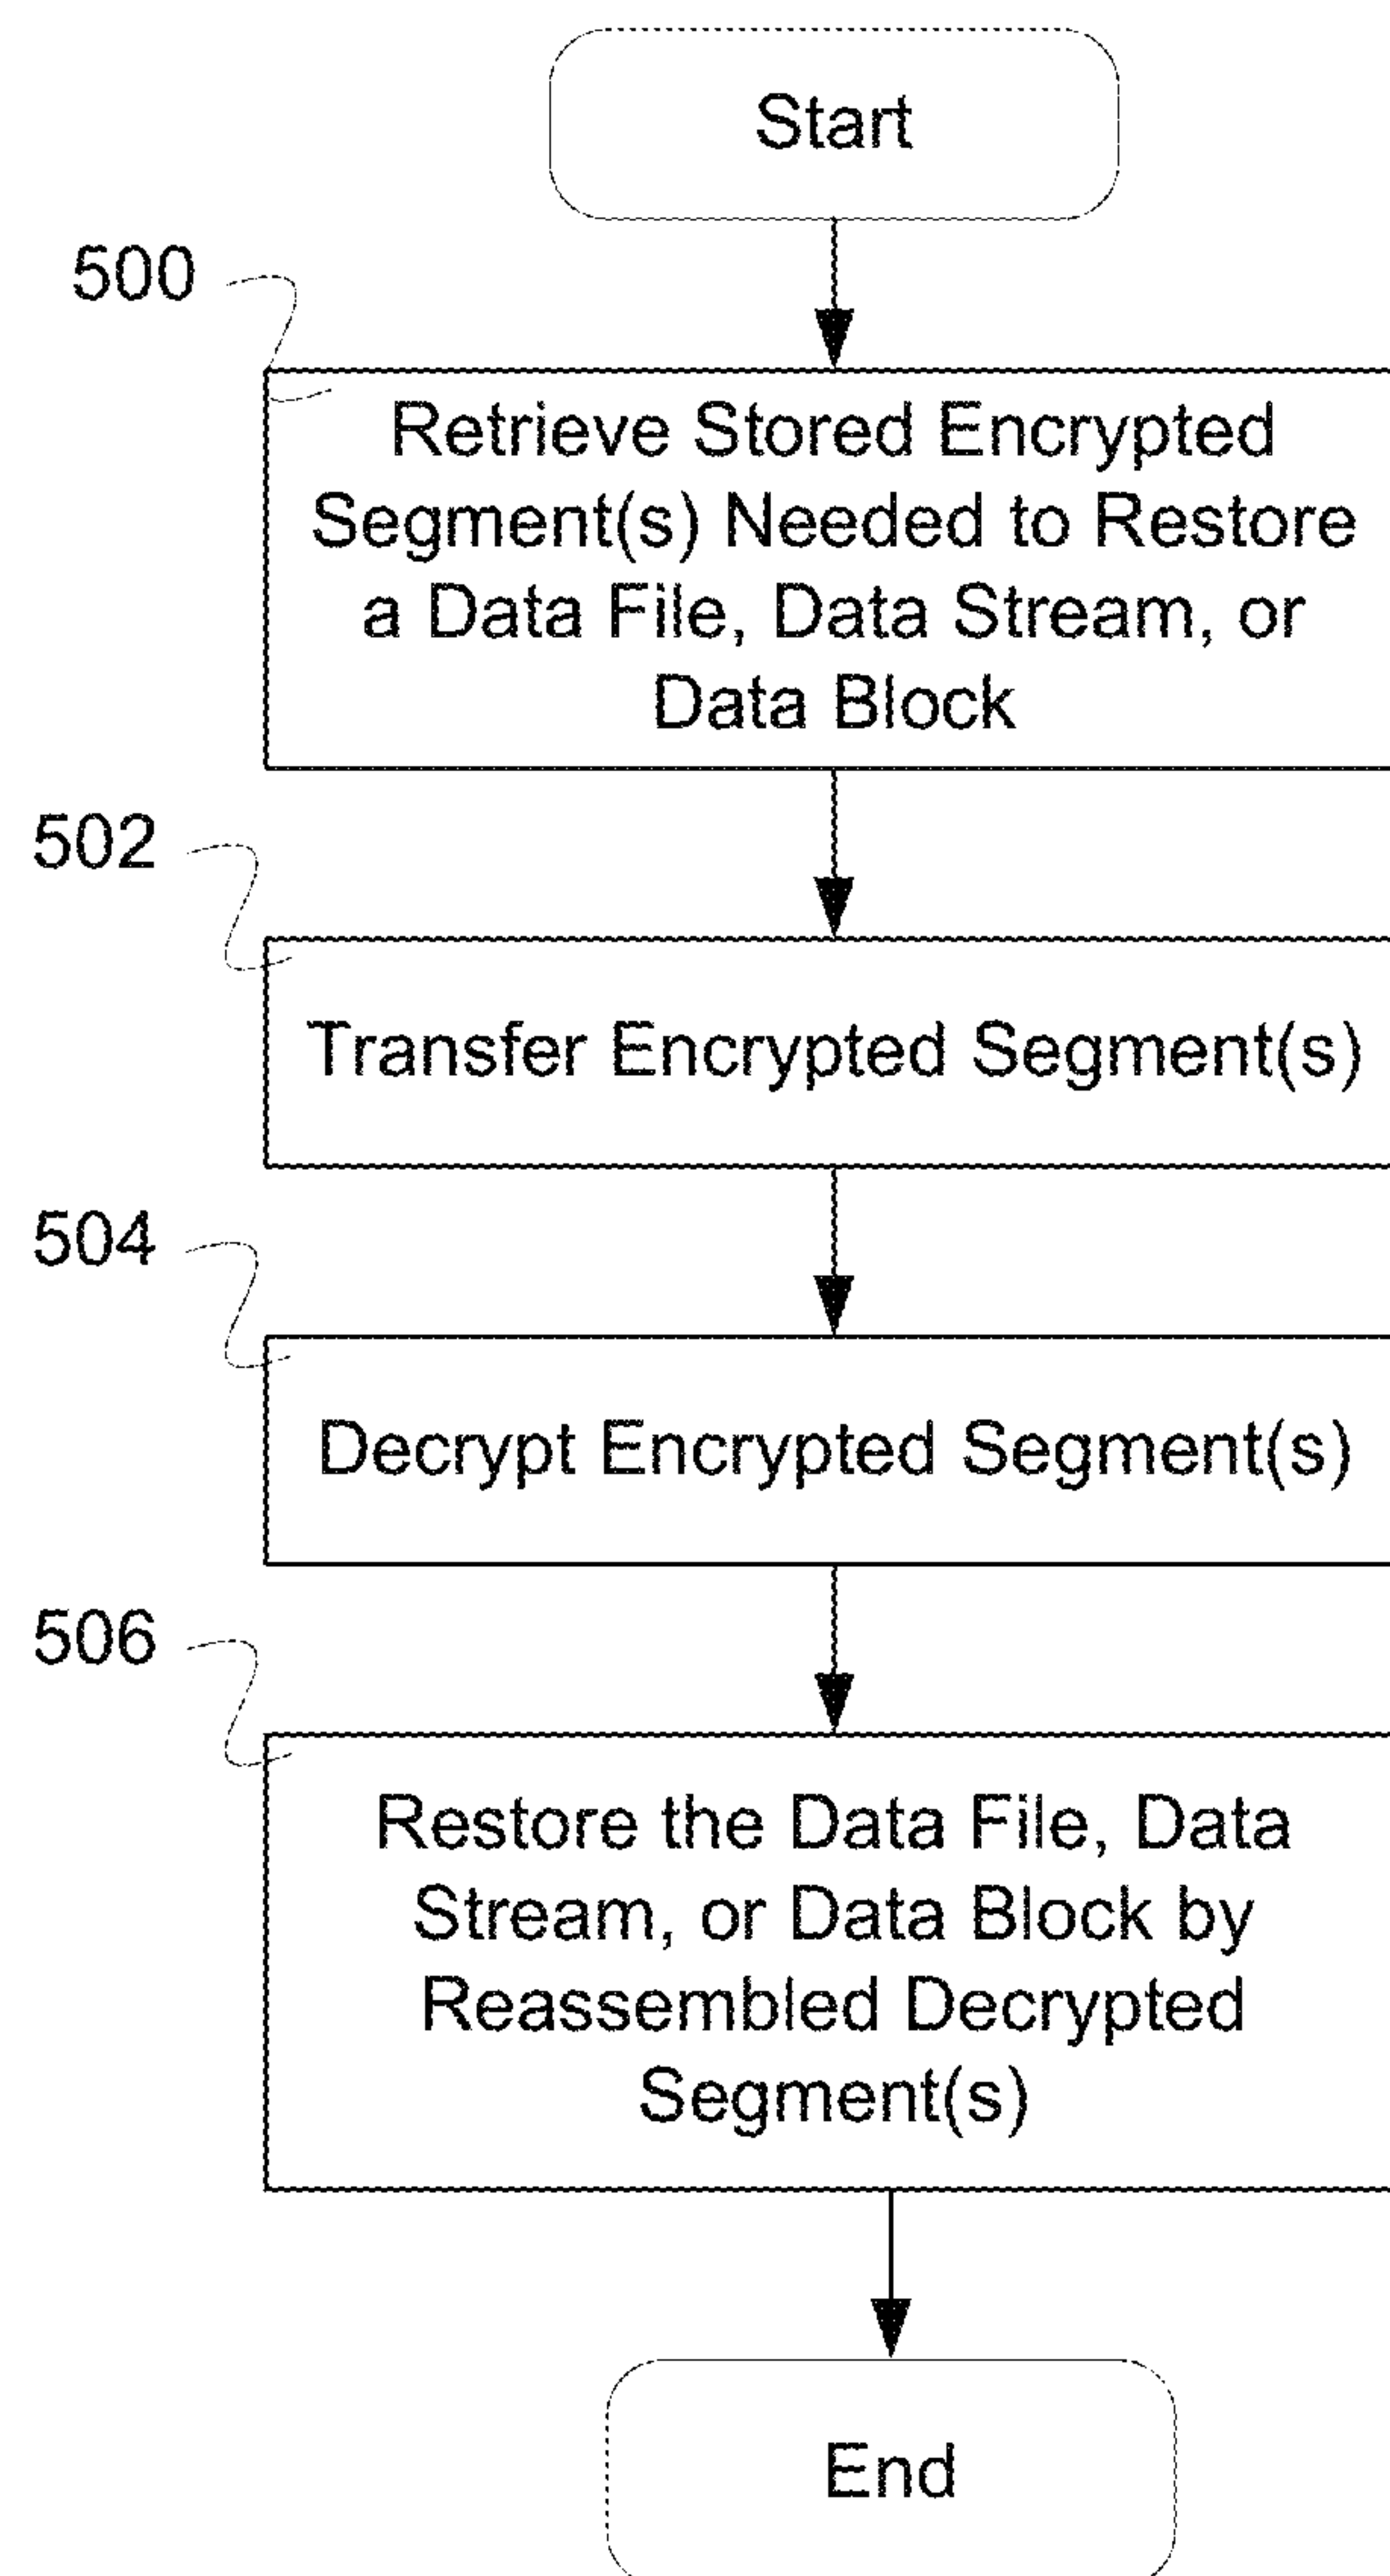 Start
500
Retrieve Stored Encrypted
Segment(s) Needed to Restore
a Data File, Data Stream, or
Data Block
502
Transfer Encrypted Segment(s)
504
Decrypt Encrypted Segment(s)
506
Restore the Data File, Data
Stream, or Data Block by
Reassembled Decrypted
Segment(s)
End